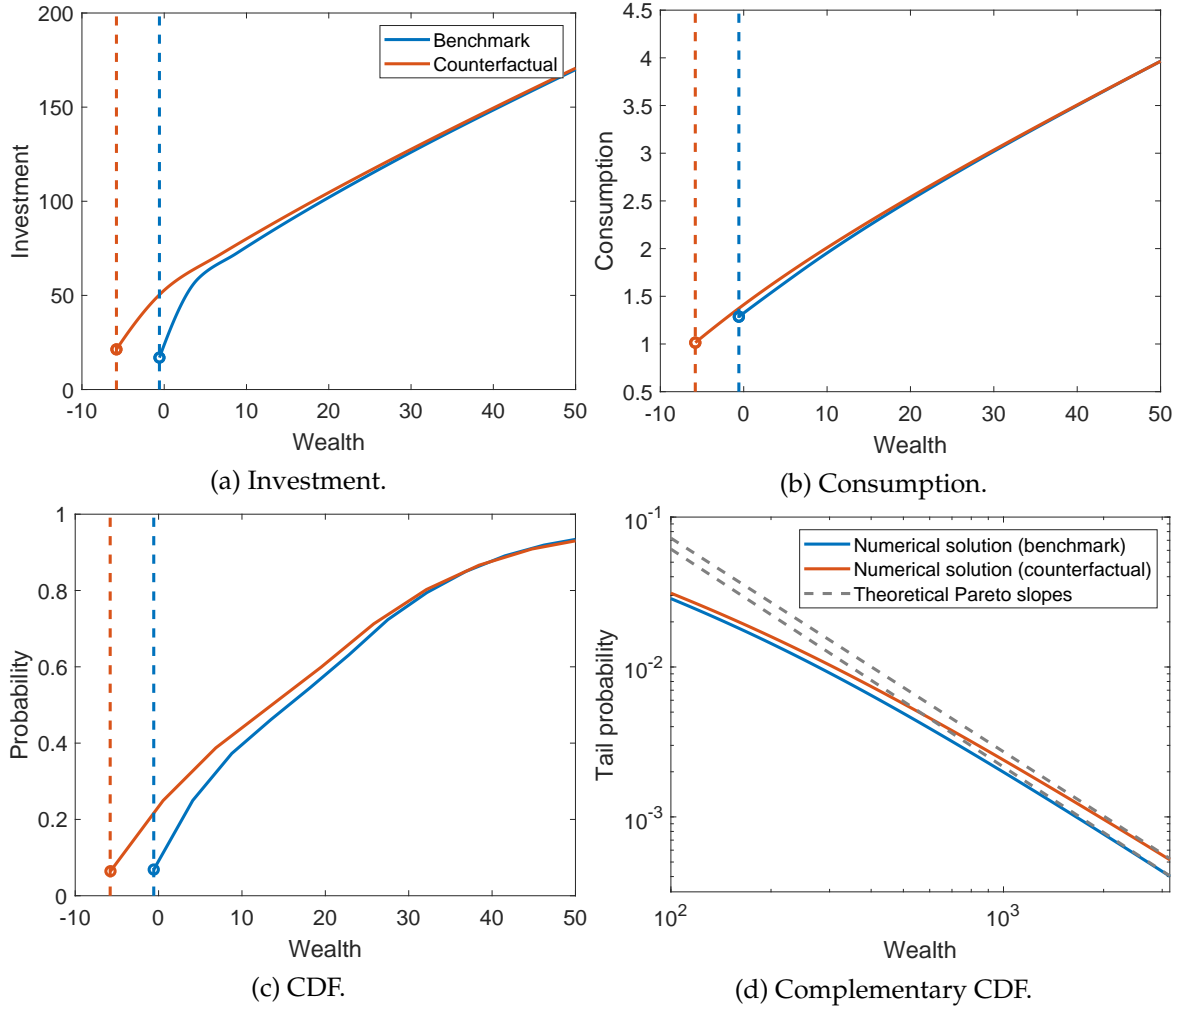 200
150
100
50
0
Investment
Benchmark
Counterfactual
-10
0
10
20
30
40
50
Wealth
(a) Investment.
4.5
4
3.5
3
2.5
2
1.5
1
0.5
Consumption
-10
0
10
20
30
40
50
Wealth
(b) Consumption.
1
0.8
0.6
0.4
0.2
0
Probability
-10
0
10
20
30
40
50
Wealth
(c) CDF.
10^-1
10^-2
10^-3
Tail probability
Numerical solution (benchmark)
Numerical solution (counterfactual)
Theoretical Pareto slopes
10^2
10^3
Wealth
(d) Complementary CDF.